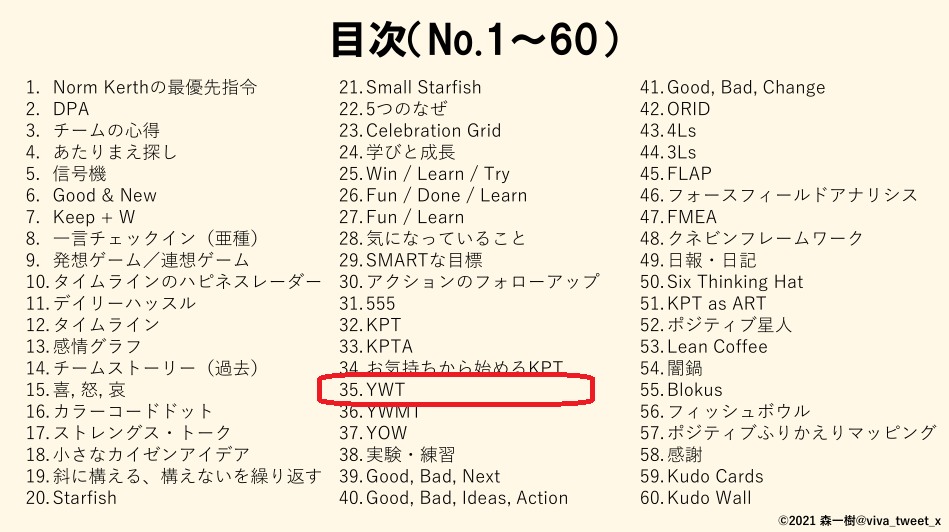 目次(No.1～60)
1. Norm Kerthの最優先指令
2. DPA
3. チームの心得
4. あたりまえ探し
5. 信号機
6. Good & New
7. Keep + W
8. 一言チェックイン（亜種）
9. 発想ゲーム／連想ゲーム
10. タイムラインのハピネスレーダー
11. デイリーハッスル
12. タイムライン
13. 感情グラフ
14. チームストーリー（過去）
15. 喜, 怒, 哀
16. カラーコードドット
17. ストレングス・トーク
18. 小さなカイゼンアイデア
19. 斜に構える、構えないを繰り返す
20. Starfish
21. Small Starfish
22. 5つのなぜ
23. Celebration Grid
24. 学びと成長
25. Win / Learn / Try
26. Fun / Done / Learn
27. Fun / Learn
28. 気になっていること
29. SMARTな目標
30. アクションのフォローアップ
31. 555
32. KPT
33. KPTA
34. お気持ちから始めるKPT
35. YWT
36. YWMT
37. YOW
38. 実験・練習
39. Good, Bad, Next
40. Good, Bad, Ideas, Action
41. Good, Bad, Change
42. ORID
43. 4Ls
44. 3Ls
45. FLAP
46. フォースフィールドアナリシス
47. FMEA
48. クネビンフレームワーク
49. 日報・日記
50. Six Thinking Hat
51. KPT as ART
52. ポジティブ星人
53. Lean Coffee
54. 闇鍋
55. Blokus
56. フィッシュボウル
57. ポジティブふりかえりマッピング
58. 感謝
59. Kudo Cards
60. Kudo Wall
©2021 森一樹@viva_tweet_x